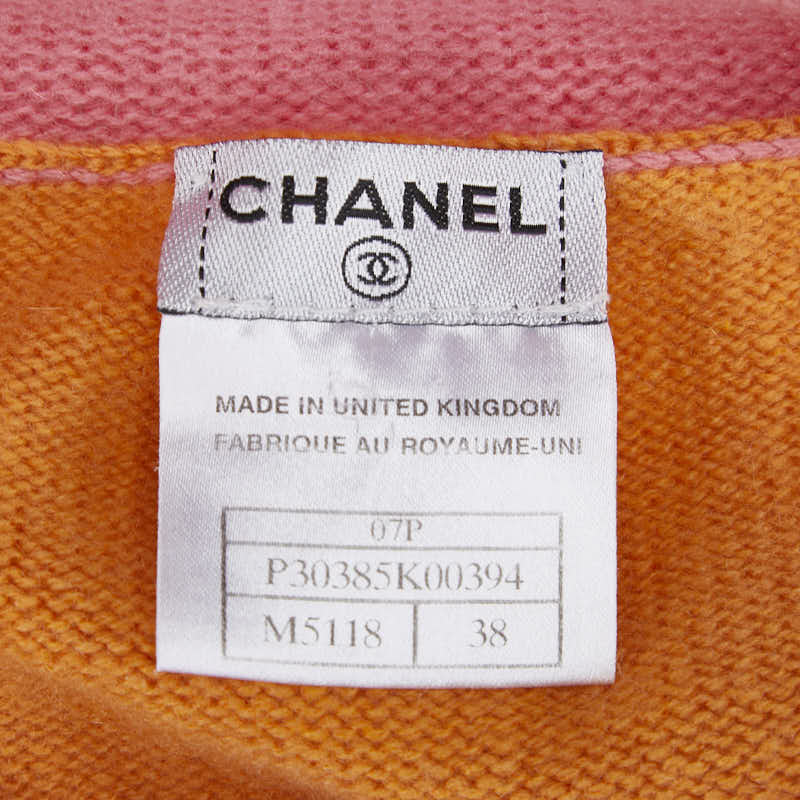 CHANEL
MADE IN UNITED KINGDOM
FABRIQUE AU ROYAUME-UNI
07P
P30385K00394
M5118 38